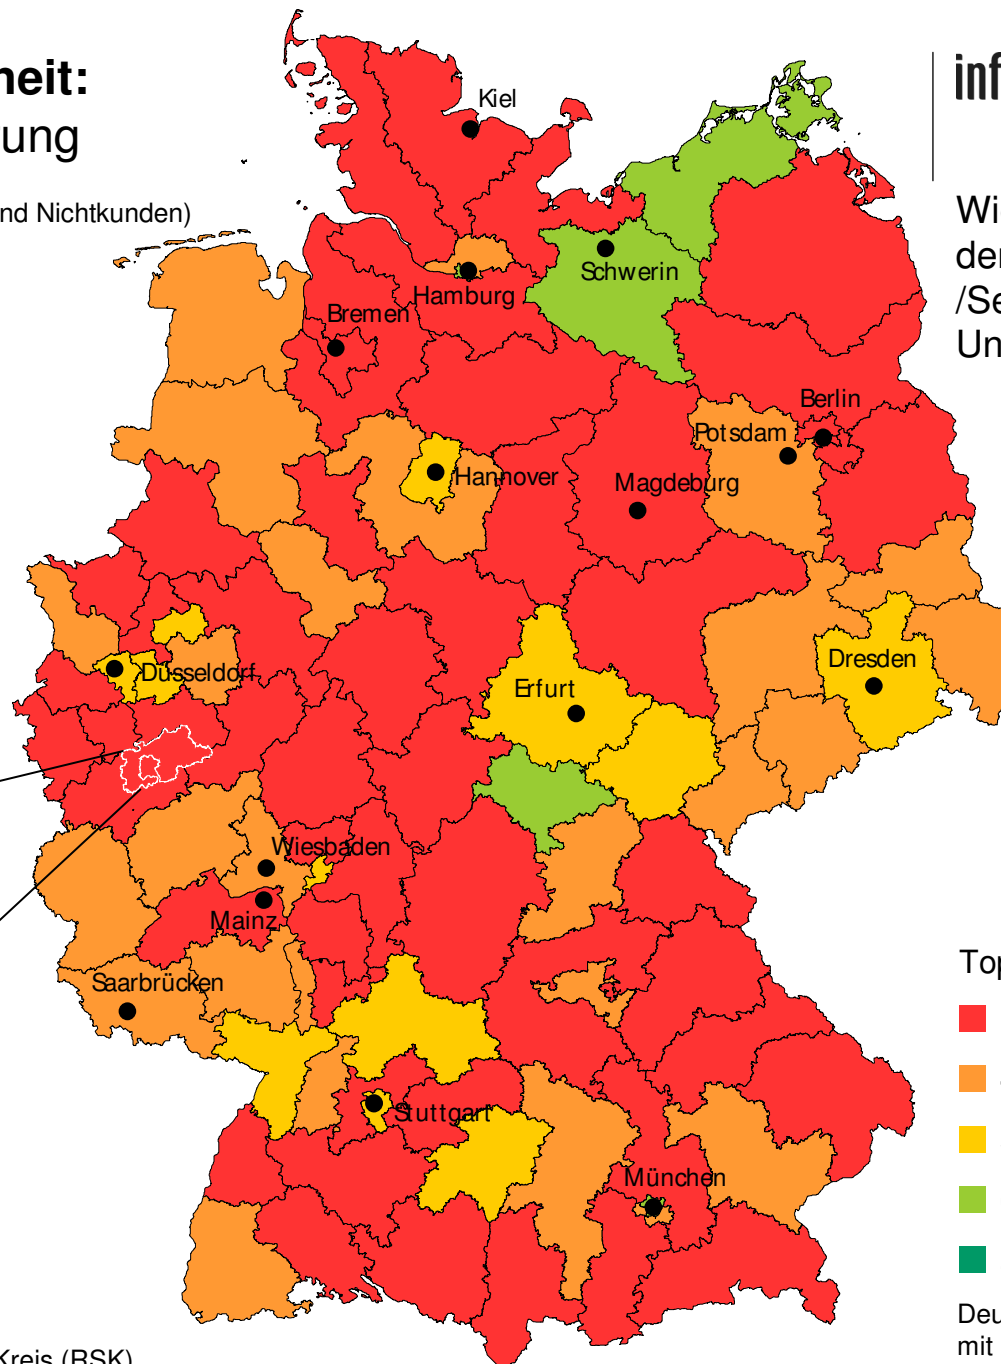 heit:
ung
nd Nichtkunden)
inf
Wi
der
/Se
Un
Kiel
Schwerin
Hamburg
Bremen
Berlin
Potsdam
Hannover
Magdeburg
Düsseldorf
Dresden
Erfurt
Wiesbaden
Mainz
Saarbrücken
Stuttgart
München
Top
Deu
mit
Kreis (RSK)